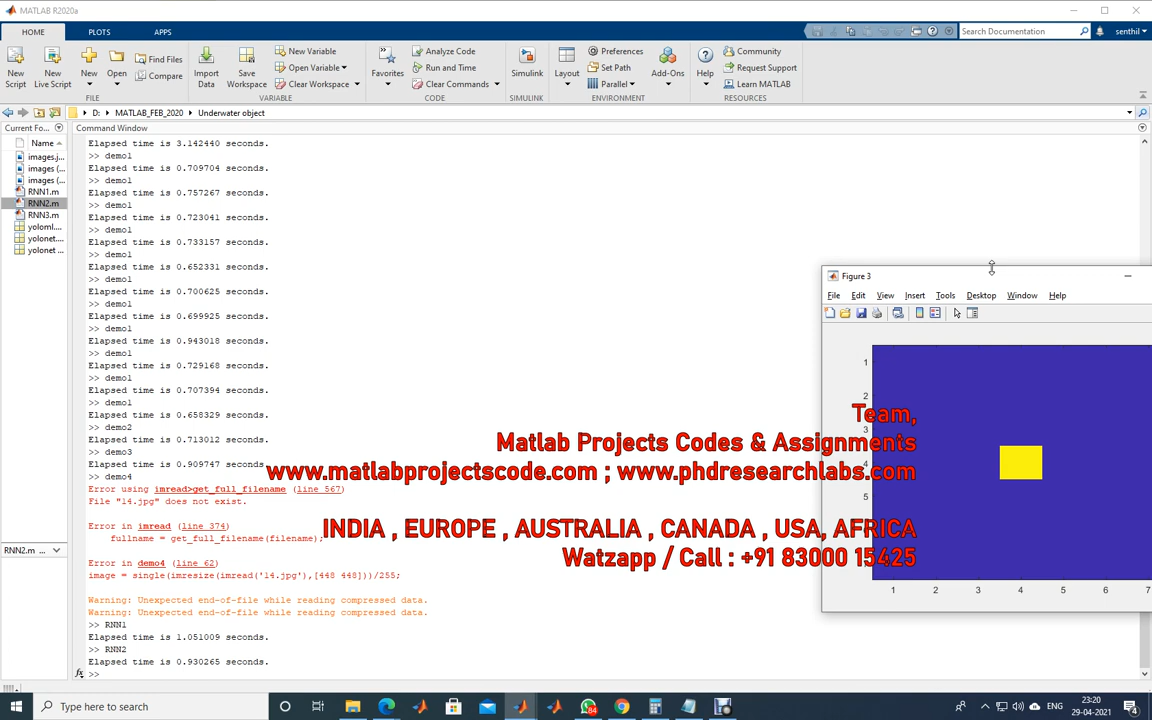 MATLAB R2020a
HOME
PLOTS
APPS
Search Documentation
senthil
New Script
New Live Script
New
Open
Find Files
Compare
FILE
Import Data
Save Workspace
New Variable
Open Variable
Clear Workspace
VARIABLE
Favorites
Analyze Code
Run and Time
Clear Commands
CODE
Simulink
SIMULINK
Layout
Preferences
Set Path
Parallel
Add-Ons
ENVIRONMENT
Help
Community
Request Support
Learn MATLAB
RESOURCES
D: MATLAB_FEB_2020 Underwater object
Current Fo...
Name
images.j...
images (...
images (...
RNN1.m
RNN2.m
RNN3.m
yoloml....
yolonet....
yolonet ...
RNN2.m ...
Command Window
Elapsed time is 3.142440 seconds.
>> demo1
Elapsed time is 0.709704 seconds.
>> demo1
Elapsed time is 0.757267 seconds.
>> demo1
Elapsed time is 0.723041 seconds.
>> demo1
Elapsed time is 0.733157 seconds.
>> demo1
Elapsed time is 0.652331 seconds.
>> demo1
Elapsed time is 0.700625 seconds.
>> demo1
Elapsed time is 0.699925 seconds.
>> demo1
Elapsed time is 0.943018 seconds.
>> demo1
Elapsed time is 0.729168 seconds.
>> demo1
Elapsed time is 0.707394 seconds.
>> demo1
Elapsed time is 0.658329 seconds.
>> demo2
Elapsed time is 0.713012 seconds.
>> demo3
Elapsed time is 0.909747 seconds.
>> demo4
Error using imread>get_full_filename (line 567)
File "14.jpg" does not exist.
Error in imread (line 374)
fullname = get_full_filename(filename);
Error in demo4 (line 62)
image = single(imresize(imread('14.jpg'),[448 448]))/255;
Warning: Unexpected end-of-file while reading compressed data.
Warning: Unexpected end-of-file while reading compressed data.
>> RNN1
Elapsed time is 1.051009 seconds.
>> RNN2
Elapsed time is 0.930265 seconds.
fx >>
Figure 3
File Edit View Insert Tools Desktop Window Help
1
2
3
4
5
1 2 3 4 5 6 7
Team,
Matlab Projects Codes & Assignments
www.matlabprojectscode.com ; www.phdresearchlabs.com
INDIA , EUROPE , AUSTRALIA , CANADA , USA, AFRICA
Watzapp / Call : +91 83000 15425
Type here to search
84
ENG
23:20
29-04-2021
4